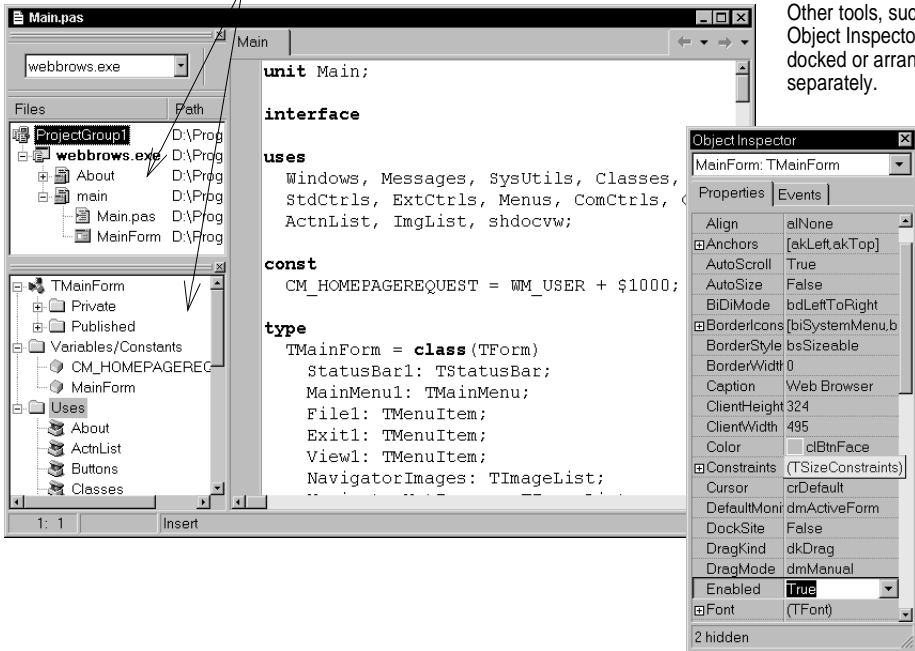 Main.pas
Other tools, such
Object Inspector
docked or arran
separately.
Main
webbrows.exe
Files Path
ProjectGroup1 D:\Prog
webbrows.exe D:\Prog
About D:\Prog
main D:\Prog
Main.pas D:\Prog
MainForm D:\Prog
TMainForm
Private
Published
Variables/Constants
CM_HOMEPAGEREQ
MainForm
Uses
About
ActnList
Buttons
Classes
unit Main;
interface
uses
Windows, Messages, SysUtils, Classes,
StdCtrls, ExtCtrls, Menus, ComCtrls,
ActnList, ImgList, shdocvw;
const
CM_HOMEPAGEREQUEST = WM_USER + $1000;
type
TMainForm = class(TForm)
StatusBar1: TStatusBar;
MainMenu1: TMainMenu;
File1: TMenuItem;
Exit1: TMenuItem;
View1: TMenuItem;
NavigatorImages: TImageList;
1: 1 Insert
Object Inspector
MainForm: TMainForm
Properties Events
Align alNone
Anchors [akLeft,akTop]
AutoScroll True
AutoSize False
BiDiMode bdLeftToRight
BorderIcons [biSystemMenu,b
BorderStyle bsSizeable
BorderWidth 0
Caption Web Browser
ClientHeight 324
ClientWidth 495
Color clBtnFace
Constraints (TSizeConstraints)
Cursor crDefault
DefaultMoni dmActiveForm
DockSite False
DragKind dkDrag
DragMode dmManual
Enabled True
Font (TFont)
2 hidden